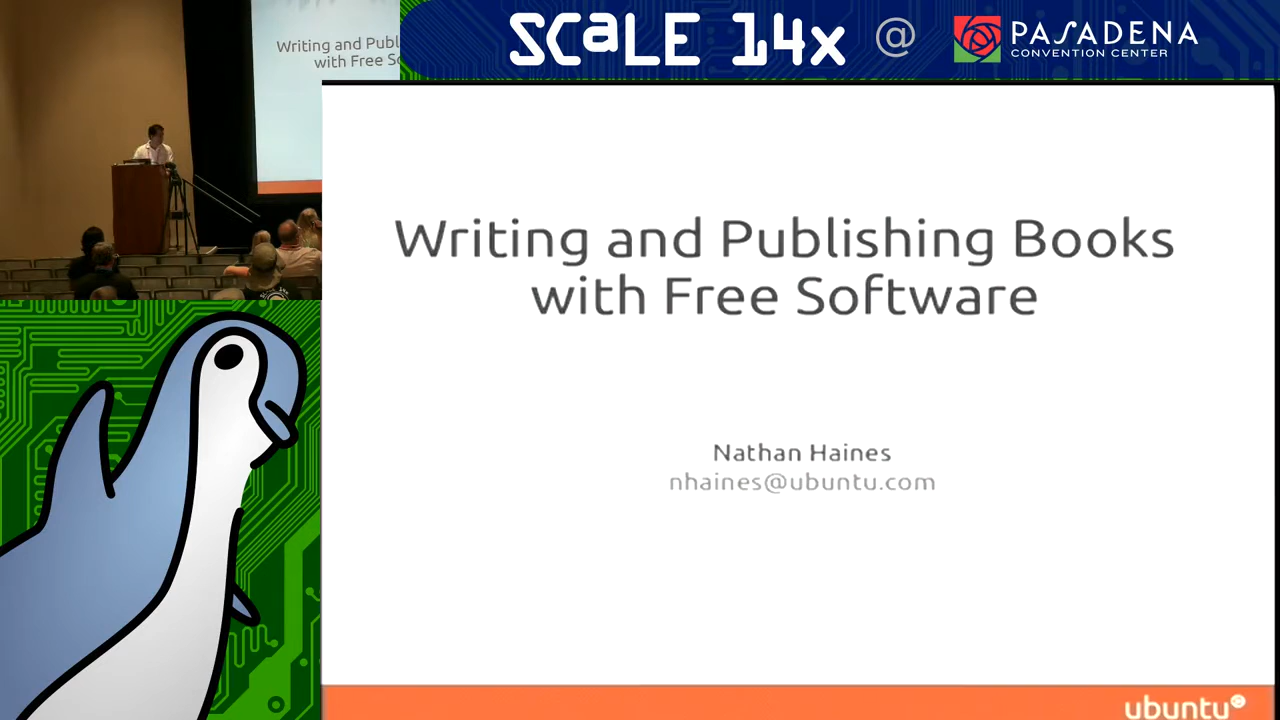 SCALE 14x @ PASADENA
CONVENTION CENTER
Writing and Publ
with Free So
Writing and Publishing Books
with Free Software
Nathan Haines
nhaines@ubuntu.com
ubuntu